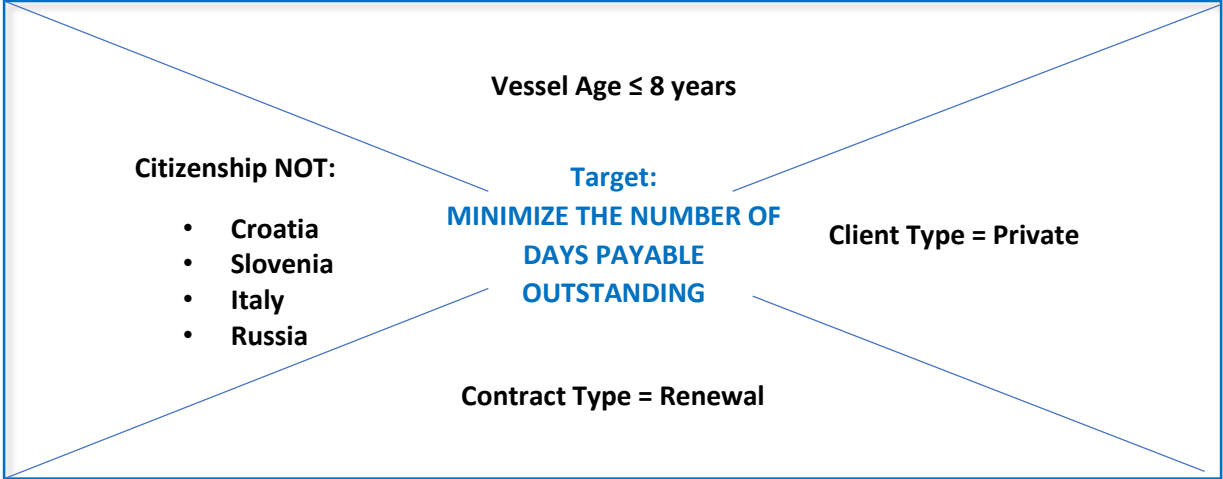 Vessel Age ≤ 8 years
Citizenship NOT:
• Croatia
• Slovenia
• Italy
• Russia
Target:
MINIMIZE THE NUMBER OF
DAYS PAYABLE
OUTSTANDING
Client Type = Private
Contract Type = Renewal